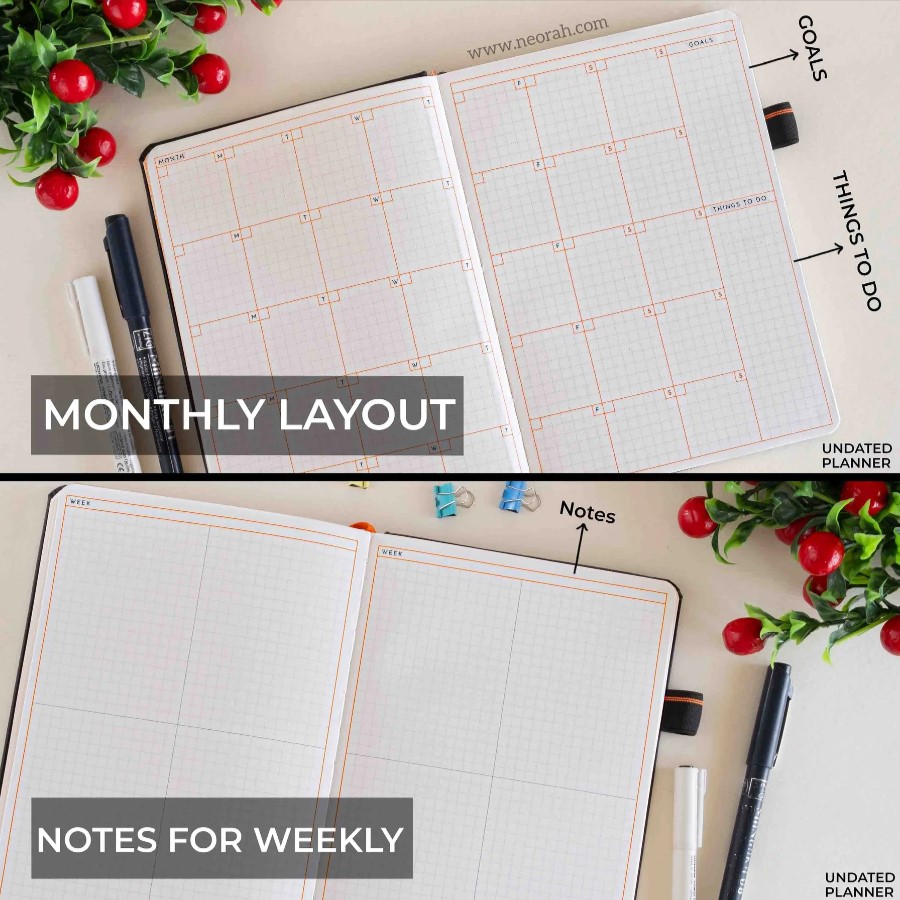 www.neorah.com
GOALS
THINGS TO DO
MONTH
M T W T
F S S
GOALS
M T W T
F S S
THINGS TO DO
M T W T
F S S
M T W T
F S S
M T W T
F S S
MONTHLY LAYOUT
UNDATED
PLANNER
Notes
WEEK
WEEK
NOTES FOR WEEKLY
UNDATED
PLANNER